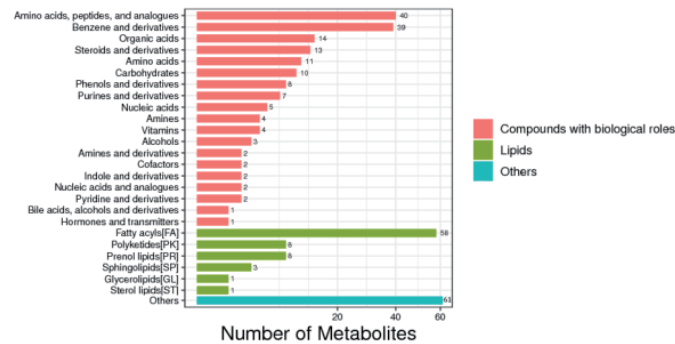 Amino acids, peptides, and analogues 40
Benzene and derivatives 39
Organic acids 14
Steroids and derivatives 13
Amino acids 11
Carbohydrates 10
Phenols and derivatives 8
Purines and derivatives 7
Nucleic acids 5
Amines 4
Vitamins 4
Alcohols 3
Amines and derivatives 2
Cofactors 2
Indole and derivatives 2
Nucleic acids and analogues 2
Pyridine and derivatives 2
Bile acids, alcohols and derivatives 1
Hormones and transmitters 1
Fatty acyls[FA] 58
Polyketides[PK] 8
Prenol lipids[PR] 8
Sphingolipids[SP] 3
Glycerolipids[GL] 1
Sterol lipids[ST] 1
Others 61
20 40 60
Number of Metabolites
Compounds with biological roles
Lipids
Others